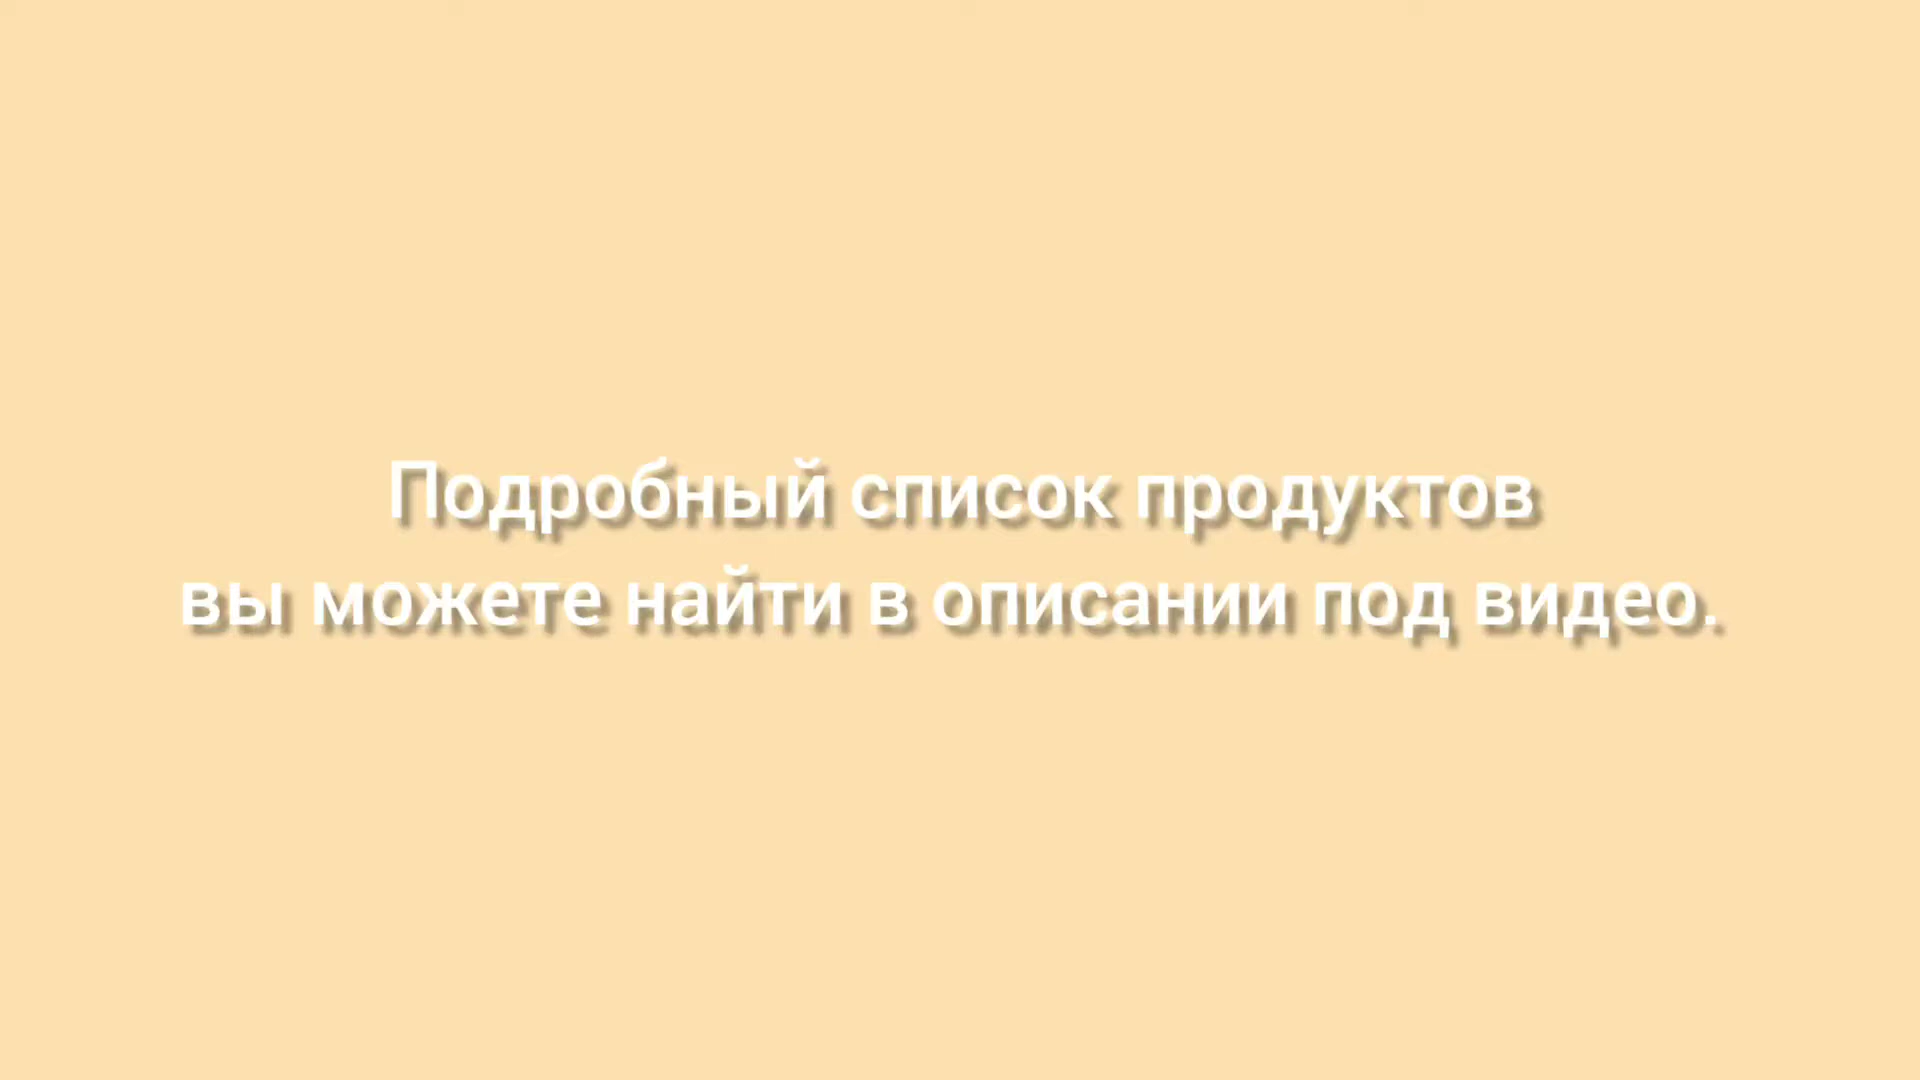 Подробный список продуктов
вы можете найти в описании под видео.